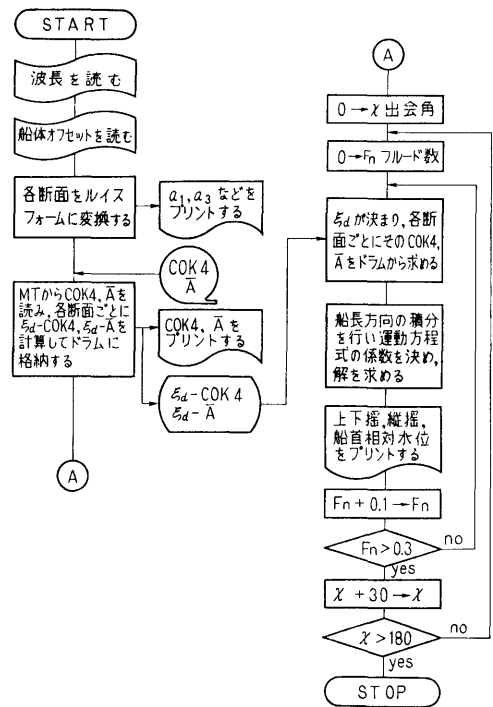 START
波長を読む
船体オフセットを読む
各断面をルイス
フォームに変換する
a₁, a₃ などを
プリントする
COK4
Ā
MTからCOK4, Āを
読み, 各断面ごとに
ξd-COK4, ξd-Āを
計算してドラムに
格納する
COK4, Āを
プリントする
ξd-COK4
ξd-Ā
A
A
0→χ 出会角
0→Fn フルード数
ξdが決まり, 各断
面ごとにそのCOK4,
Āをドラムから求める
船長方向の積分
を行い運動方程
式の係数を決め,
解を求める
上下揺, 縦揺,
船首相対水位
をプリントする
Fn + 0.1→Fn
Fn>0.3
no
yes
χ + 30→χ
χ>180
no
yes
STOP